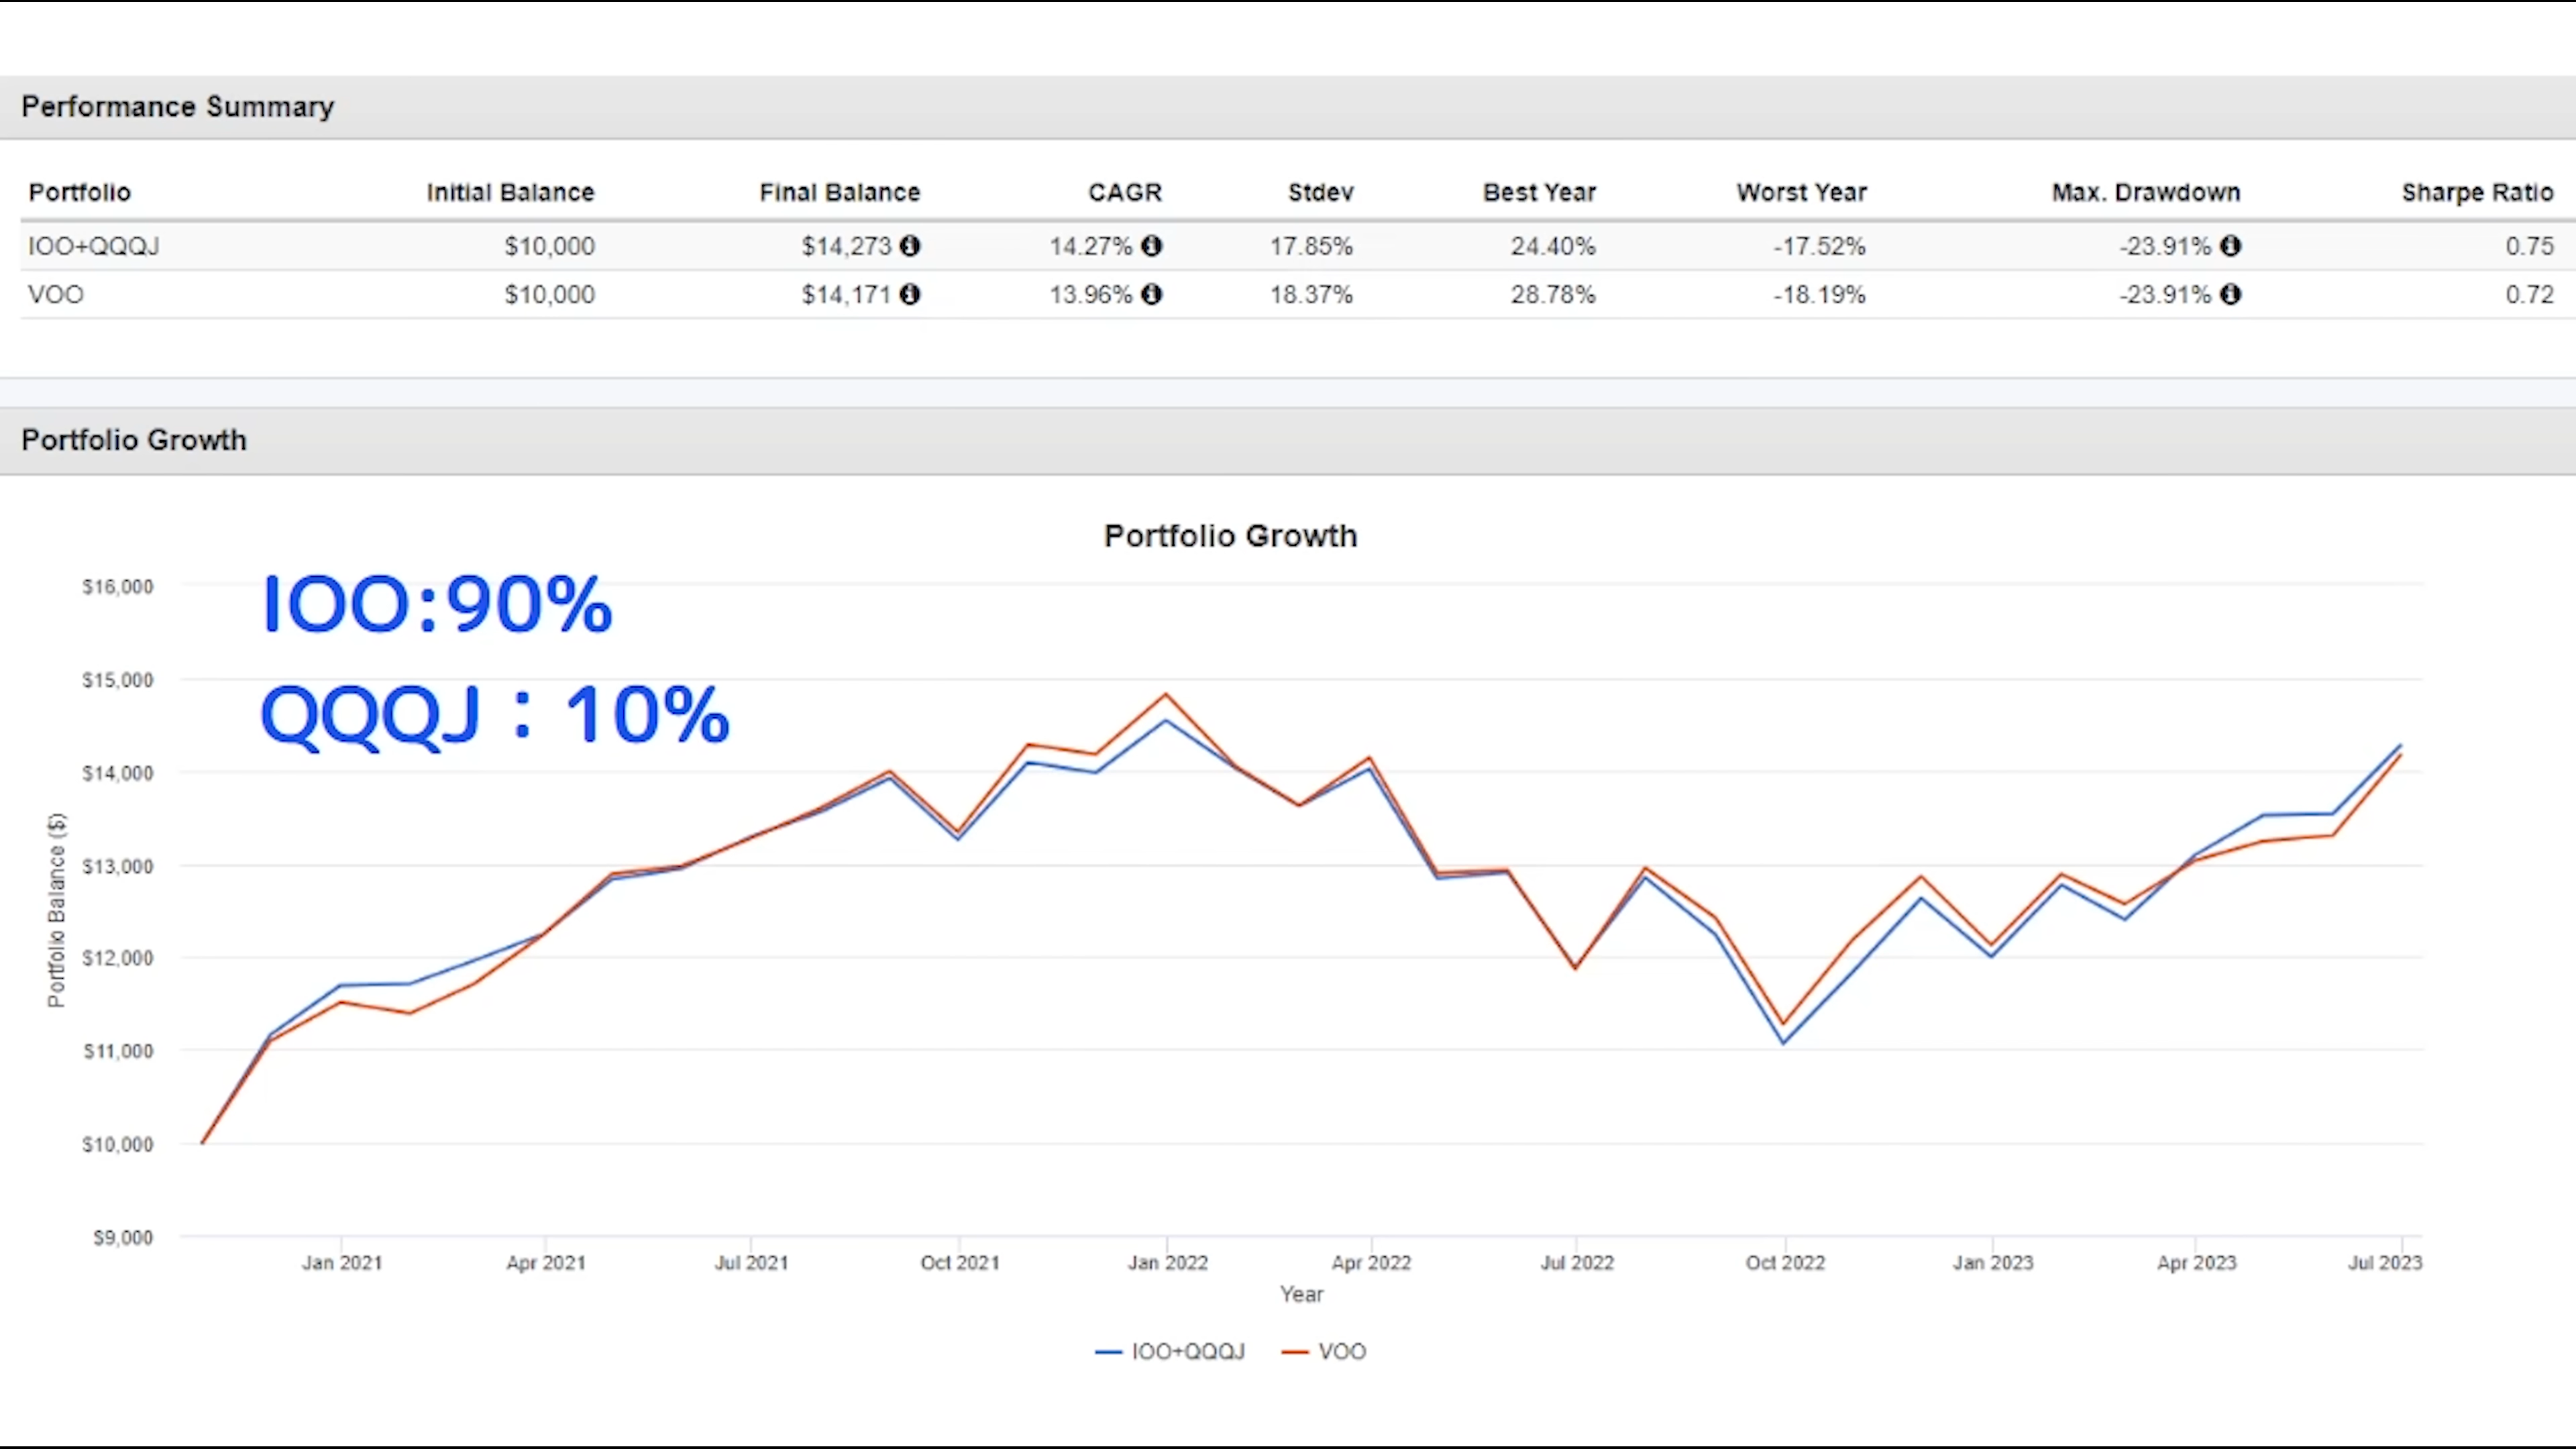 Performance Summary
Portfolio Initial Balance Final Balance CAGR Stdev Best Year Worst Year Max. Drawdown Sharpe Ratio
IOO+QQQJ $10,000 $14,273 14.27% 17.85% 24.40% -17.52% -23.91% 0.75
VOO $10,000 $14,171 13.96% 18.37% 28.78% -18.19% -23.91% 0.72
Portfolio Growth
Portfolio Growth
IOO:90%
QQQJ：10%
Portfolio Balance ($)
$16,000
$15,000
$14,000
$13,000
$12,000
$11,000
$10,000
$9,000
Jan 2021 Apr 2021 Jul 2021 Oct 2021 Jan 2022 Apr 2022 Jul 2022 Oct 2022 Jan 2023 Apr 2023 Jul 2023
Year
IOO+QQQJ VOO